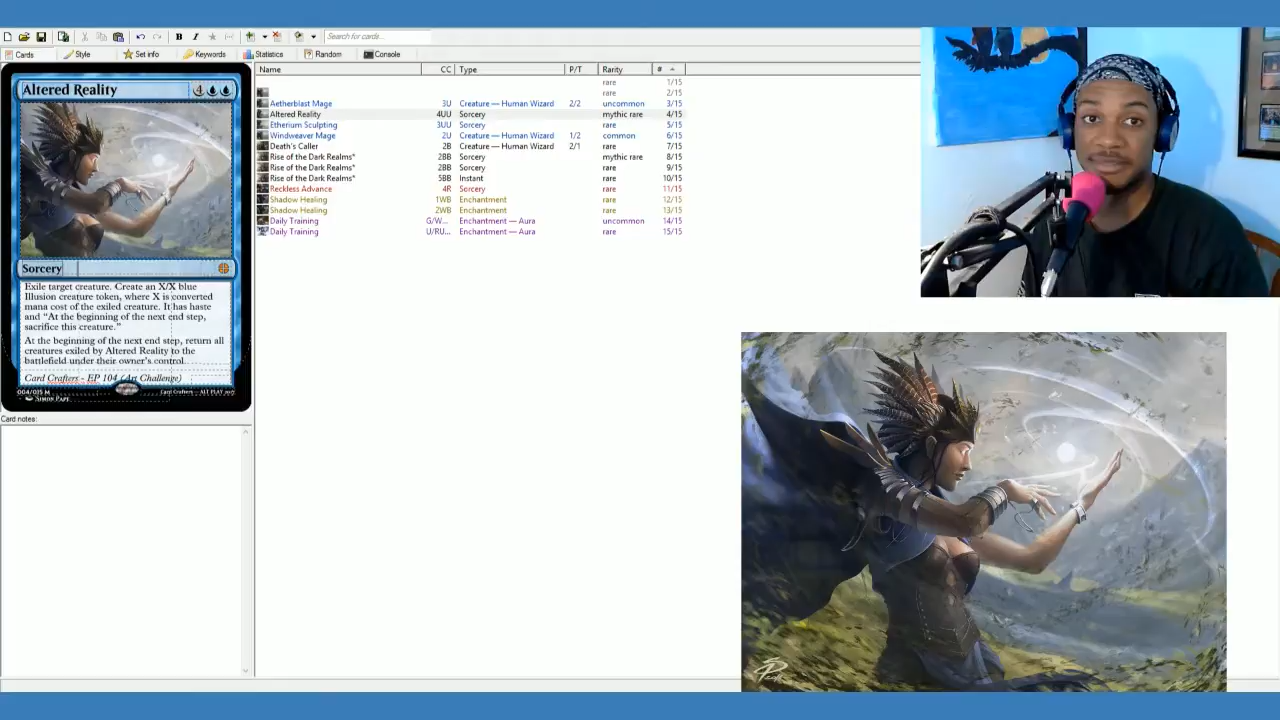 Search for cards...
Cards
Style
Set info
Keywords
Statistics
Random
Console
Altered Reality
4
Sorcery
Exile target creature. Create an X/X blue
Illusion creature token, where X is converted
mana cost of the exiled creature. It has haste
and “At the beginning of the next end step,
sacrifice this creature.”
At the beginning of the next end step, return all
creatures exiled by Altered Reality to the
battlefield under their owner's control.
Card Crafters - EP 104 (Art Challenge)
004/015 M
Simon Pape
Card notes:
Name CC Type P/T Rarity #
rare 1/15
rare 2/15
Aetherblast Mage 3U Creature — Human Wizard 2/2 uncommon 3/15
Altered Reality 4UU Sorcery mythic rare 4/15
Etherium Sculpting 3UU Sorcery rare 5/15
Windweaver Mage 2U Creature — Human Wizard 1/2 common 6/15
Death's Caller 2B Creature — Human Wizard 2/1 rare 7/15
Rise of the Dark Realms* 2BB Sorcery mythic rare 8/15
Rise of the Dark Realms* 2BB Sorcery rare 9/15
Rise of the Dark Realms* 5BB Instant rare 10/15
Reckless Advance 4R Sorcery rare 11/15
Shadow Healing 1WB Enchantment rare 12/15
Shadow Healing 2WB Enchantment rare 13/15
Daily Training G/W... Enchantment — Aura uncommon 14/15
Daily Training U/RU... Enchantment — Aura rare 15/15